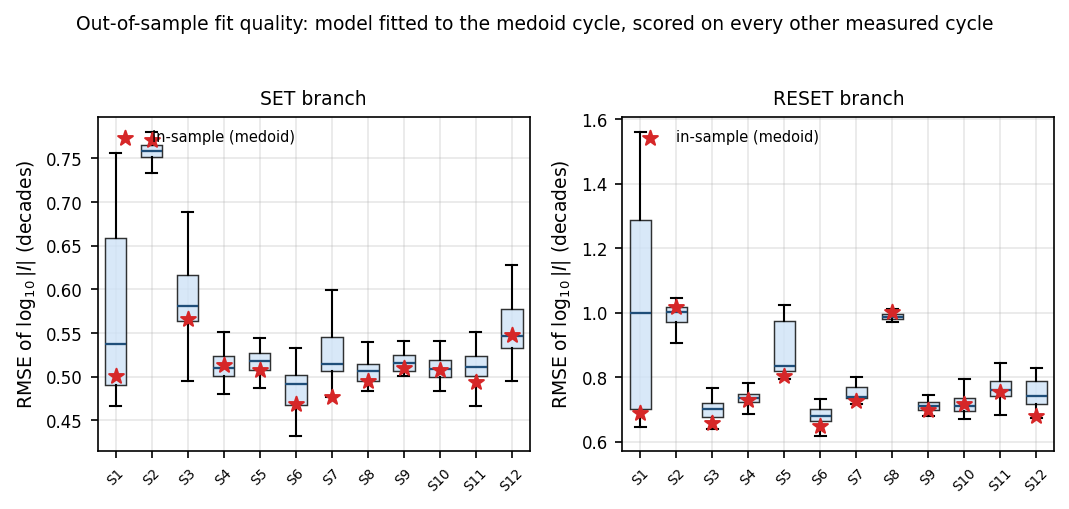 Out-of-sample fit quality: model fitted to the medoid cycle, scored on every other measured cycle
SET branch
RMSE of log₁₀ |I| (decades)
0.75
0.70
0.65
0.60
0.55
0.50
0.45
in-sample (medoid)
S1 S2 S3 S4 S5 S6 S7 S8 S9 S10 S11 S12
RESET branch
RMSE of log₁₀ |I| (decades)
1.6
1.4
1.2
1.0
0.8
0.6
in-sample (medoid)
S1 S2 S3 S4 S5 S6 S7 S8 S9 S10 S11 S12